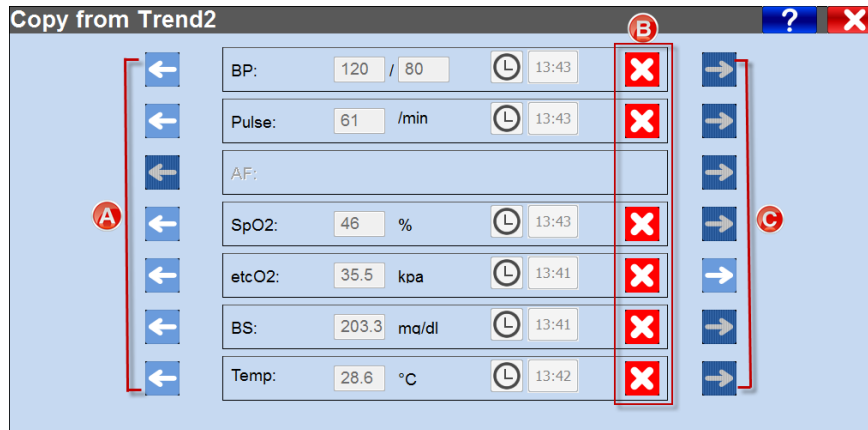 Copy from Trend2 ?
B
BP: 120 / 80 13:43
Pulse: 61 /min 13:43
AF:
A SpO2: 46 % 13:43 C
etcO2: 35.5 kpa 13:41
BS: 203.3 mg/dl 13:41
Temp: 28.6 °C 13:42